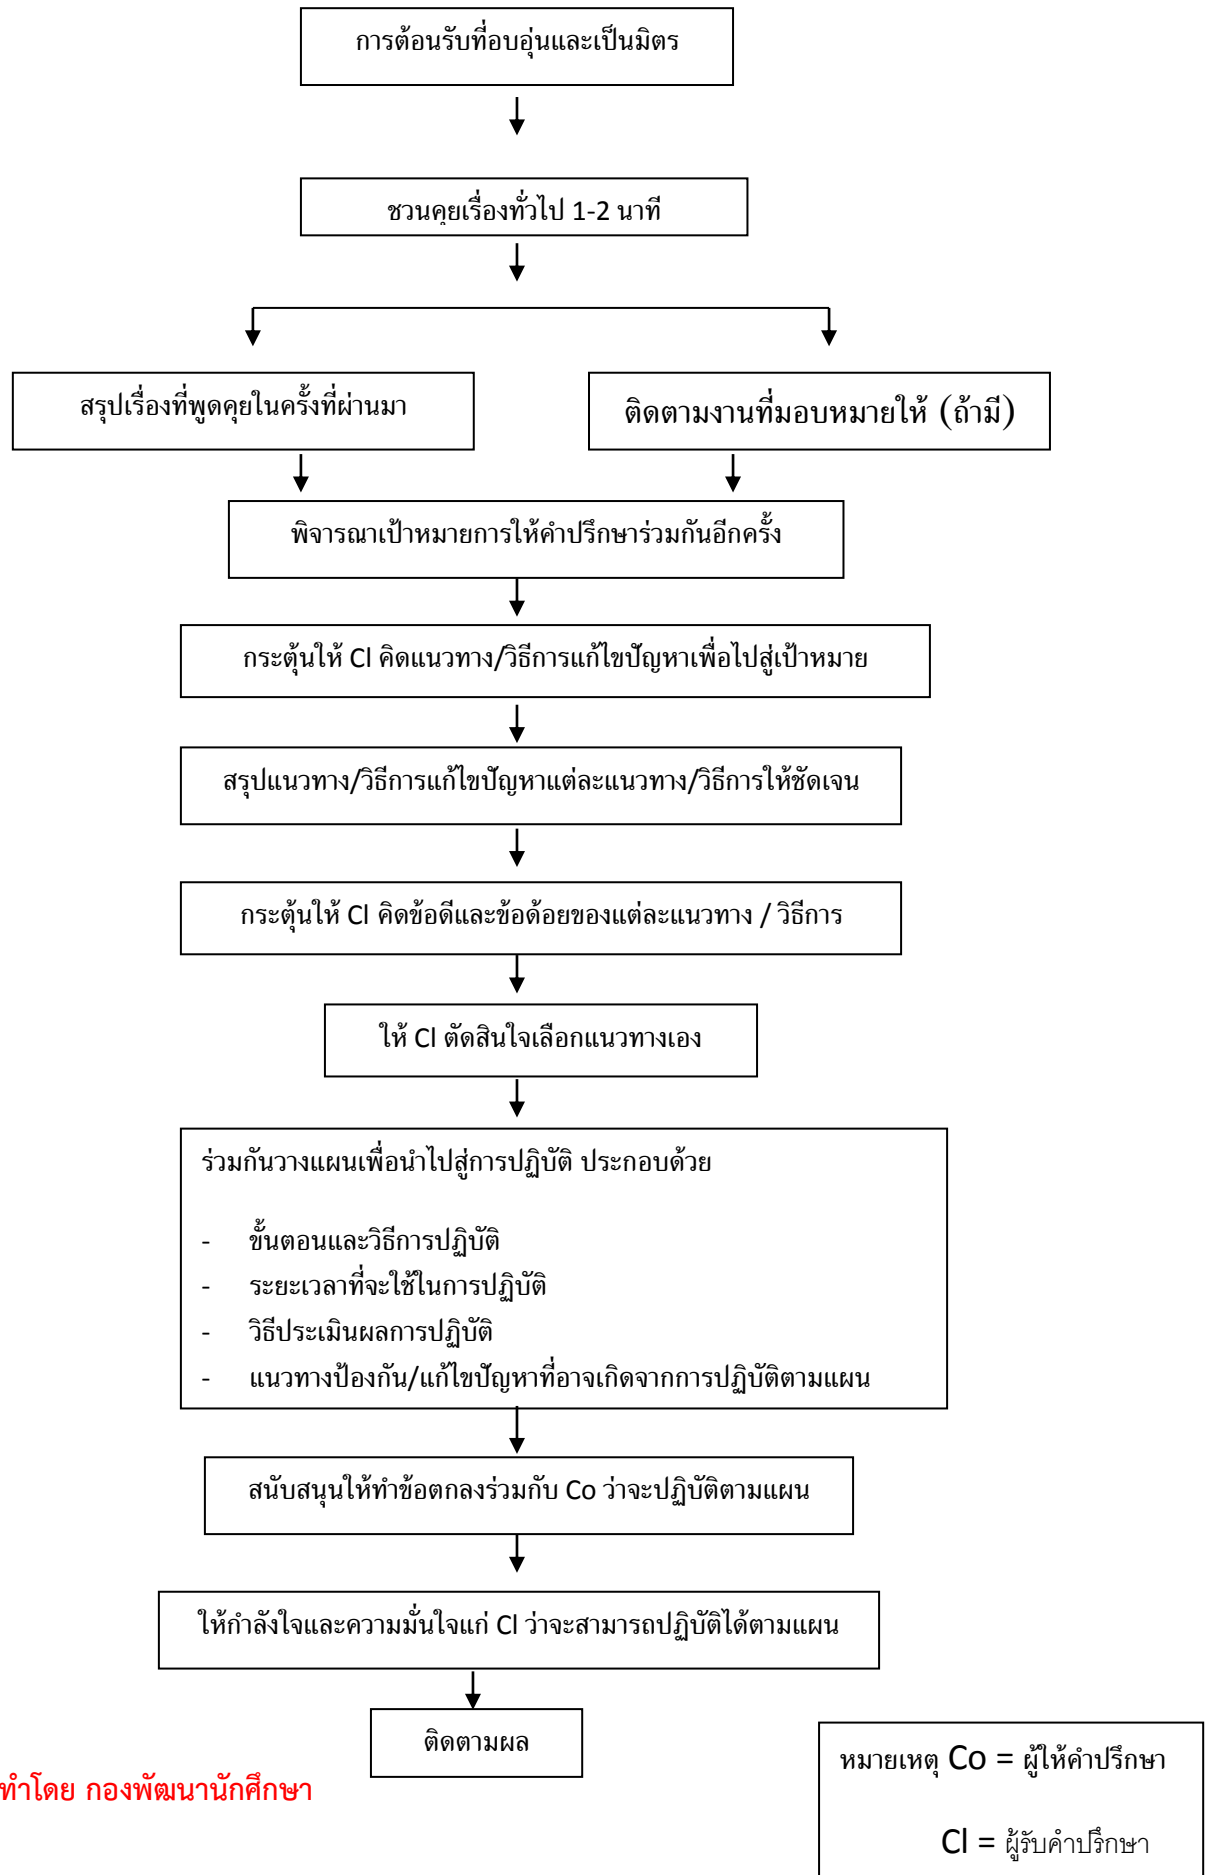 การต้อนรับที่อบอุ่นและเป็นมิตร
ชวนคุยเรื่องทั่วไป 1-2 นาที
สรุปเรื่องที่พูดคุยในครั้งที่ผ่านมา
ติดตามงานที่มอบหมายให้ (ถ้ามี)
พิจารณาเป้าหมายการให้คำปรึกษาร่วมกันอีกครั้ง
กระตุ้นให้ Cl คิดแนวทาง/วิธีการแก้ไขปัญหาเพื่อไปสู่เป้าหมาย
สรุปแนวทาง/วิธีการแก้ไขปัญหาแต่ละแนวทาง/วิธีการให้ชัดเจน
กระตุ้นให้ Cl คิดข้อดีและข้อด้อยของแต่ละแนวทาง / วิธีการ
ให้ Cl ตัดสินใจเลือกแนวทางเอง
ร่วมกันวางแผนเพื่อนำไปสู่การปฏิบัติ ประกอบด้วย
- ขั้นตอนและวิธีการปฏิบัติ
- ระยะเวลาที่จะใช้ในการปฏิบัติ
- วิธีประเมินผลการปฏิบัติ
- แนวทางป้องกัน/แก้ไขปัญหาที่อาจเกิดจากการปฏิบัติตามแผน
สนับสนุนให้ทำข้อตกลงร่วมกับ Co ว่าจะปฏิบัติตามแผน
ให้กำลังใจและความมั่นใจแก่ Cl ว่าจะสามารถปฏิบัติได้ตามแผน
ติดตามผล
ทำโดย กองพัฒนานักศึกษา
หมายเหตุ Co = ผู้ให้คำปรึกษา
Cl = ผู้รับคำปรึกษา